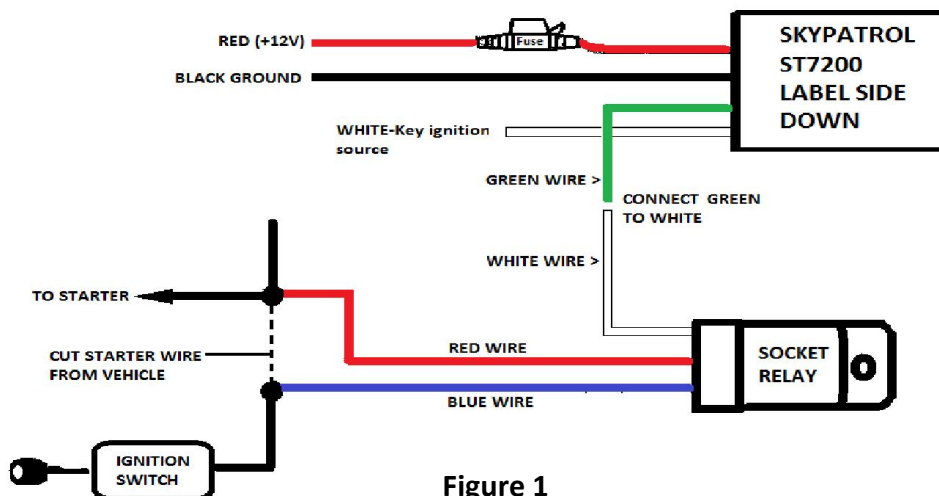 RED (+12V)
Fuse
SKYPATROL
ST7200
LABEL SIDE
DOWN
BLACK GROUND
WHITE-Key ignition
source
GREEN WIRE >
CONNECT GREEN
TO WHITE
WHITE WIRE >
TO STARTER
CUT STARTER WIRE
FROM VEHICLE
RED WIRE
SOCKET
RELAY
BLUE WIRE
IGNITION
SWITCH
Figure 1